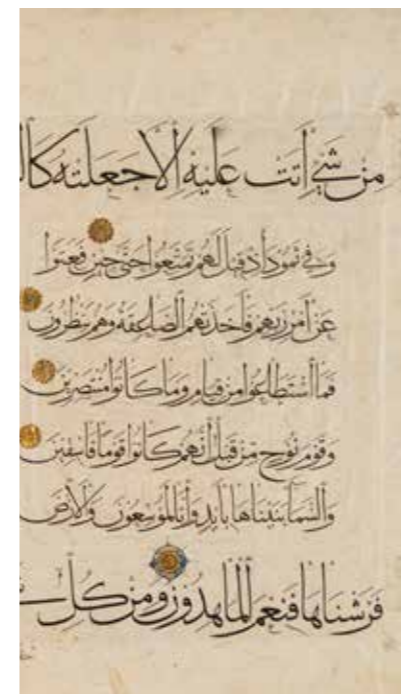 من شيء أتت عليه إلا جعلته كا
وفي ثمود إذ قيل لهم تمتعوا حتى حين فعتوا
عن أمر ربهم فأخذتهم الصاعقة وهم ينظرون
فما استطاعوا من قيام وما كانوا منتصرين
وقوم نوح من قبل إنهم كانوا قوما فاسقين
والسماء بنيناها بأيد وإنا لموسعون والأرض
فرشناها فنعم الماهدون ومن كل